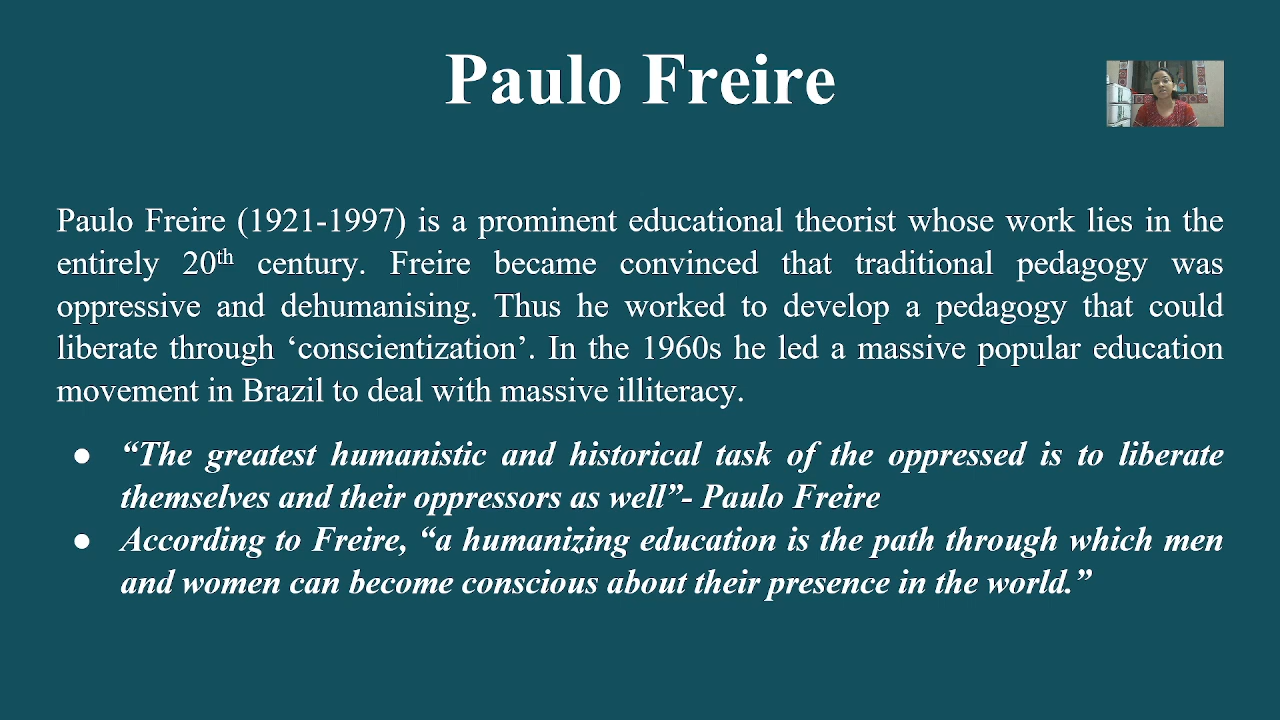 Paulo Freire
Paulo Freire (1921-1997) is a prominent educational theorist whose work lies in the
entirely 20th century. Freire became convinced that traditional pedagogy was
oppressive and dehumanising. Thus he worked to develop a pedagogy that could
liberate through ‘conscientization’. In the 1960s he led a massive popular education
movement in Brazil to deal with massive illiteracy.
● “The greatest humanistic and historical task of the oppressed is to liberate
themselves and their oppressors as well”- Paulo Freire
● According to Freire, “a humanizing education is the path through which men
and women can become conscious about their presence in the world.”